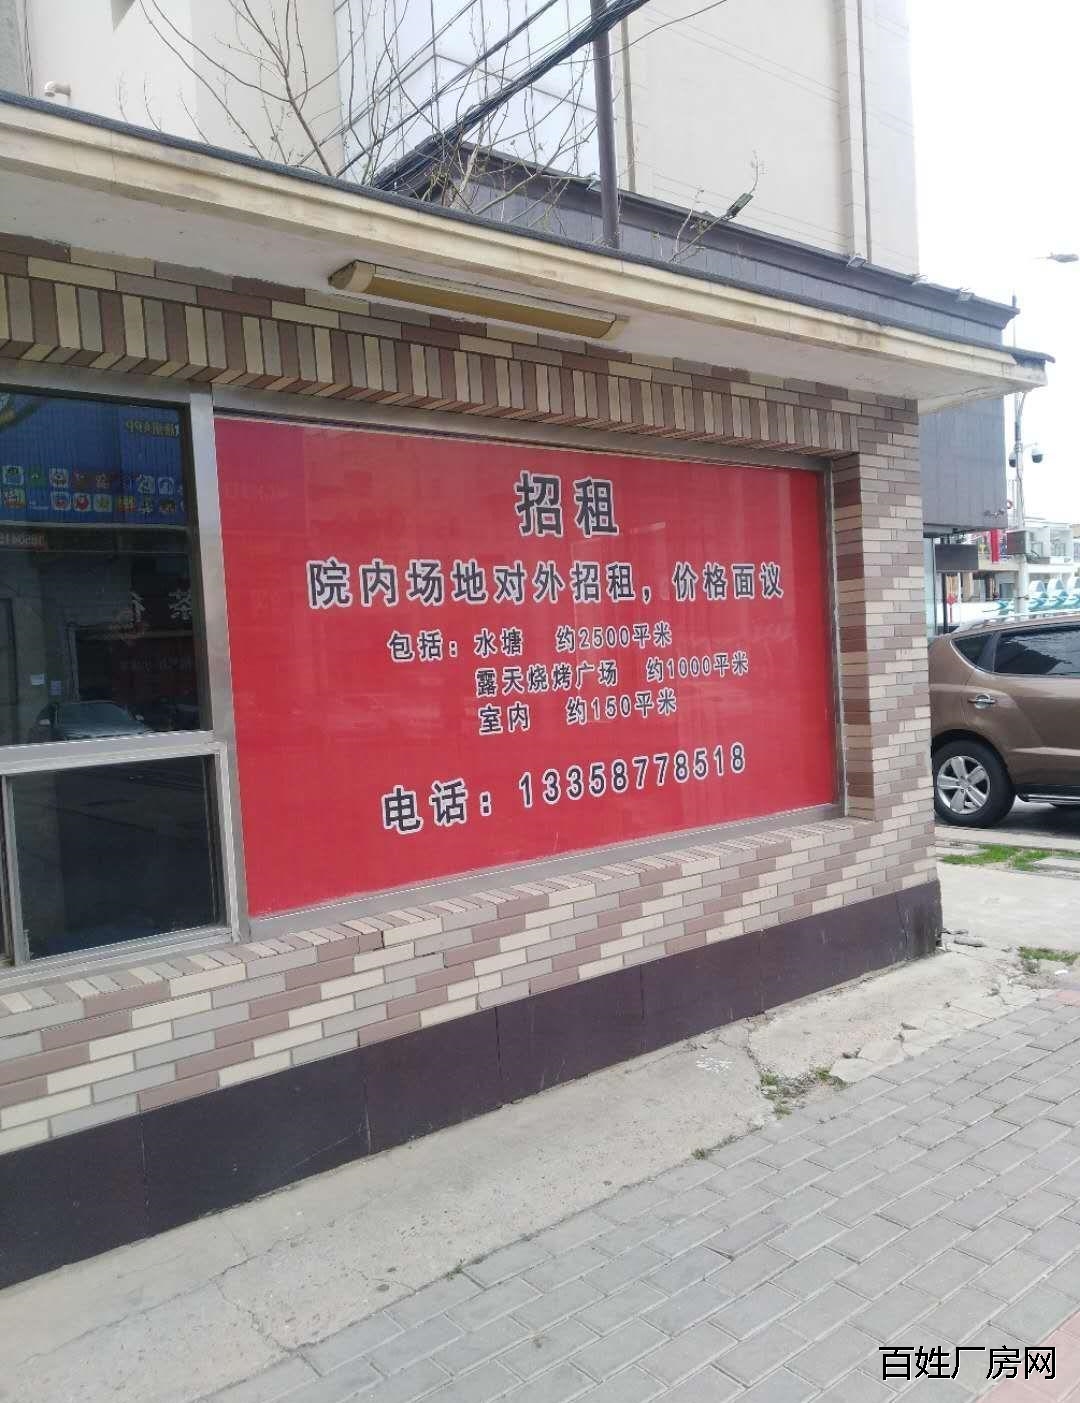 招租
院内场地对外招租，价格面议
包括：水塘 约2500平米
露天烧烤广场 约1000平米
室内 约150平米
电话：13358778518
百姓厂房网